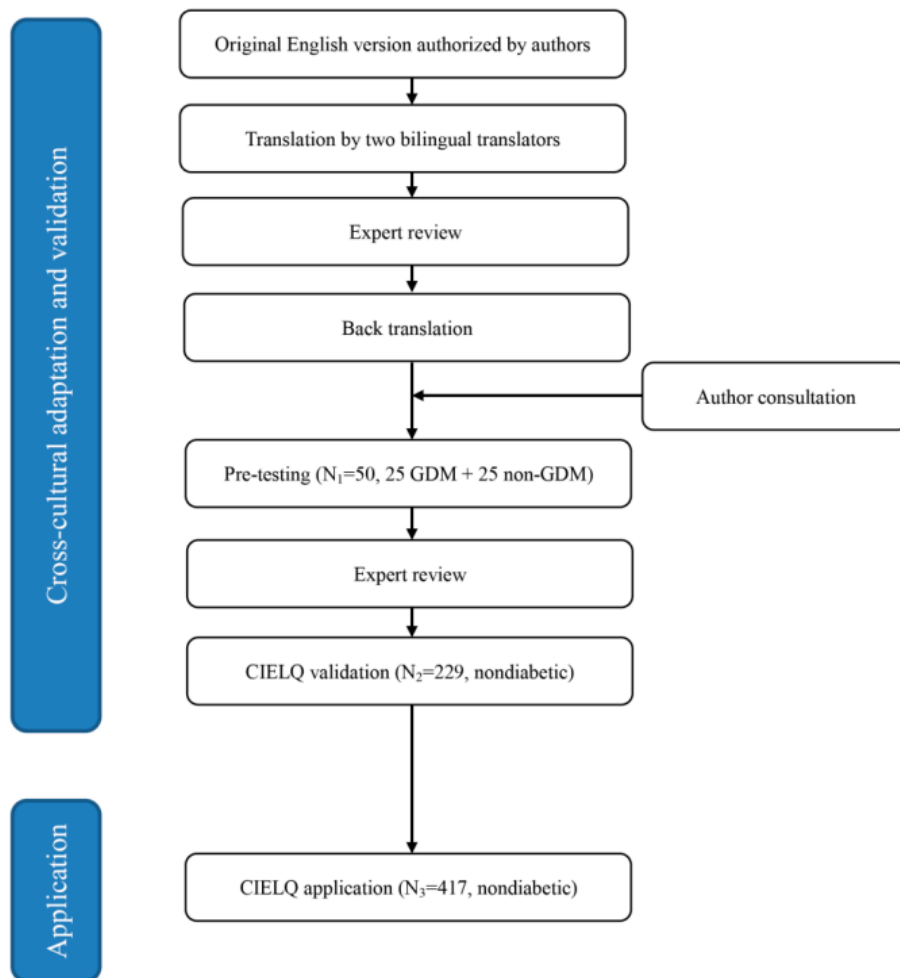 Cross-cultural adaptation and validation
Original English version authorized by authors
Translation by two bilingual translators
Expert review
Back translation
Author consultation
Pre-testing (N₁=50, 25 GDM + 25 non-GDM)
Expert review
CIELQ validation (N₂=229, nondiabetic)
Application
CIELQ application (N₃=417, nondiabetic)